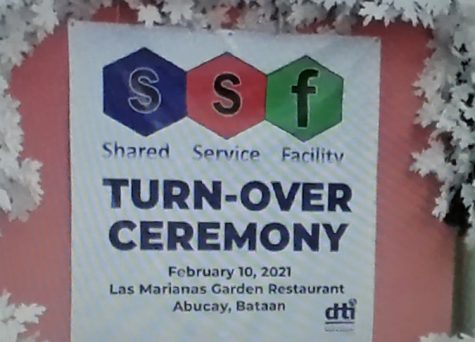 S S f
Shared Service Facility
TURN-OVER
CEREMONY
February 10, 2021
Las Marianas Garden Restaurant
Abucay, Bataan
dti